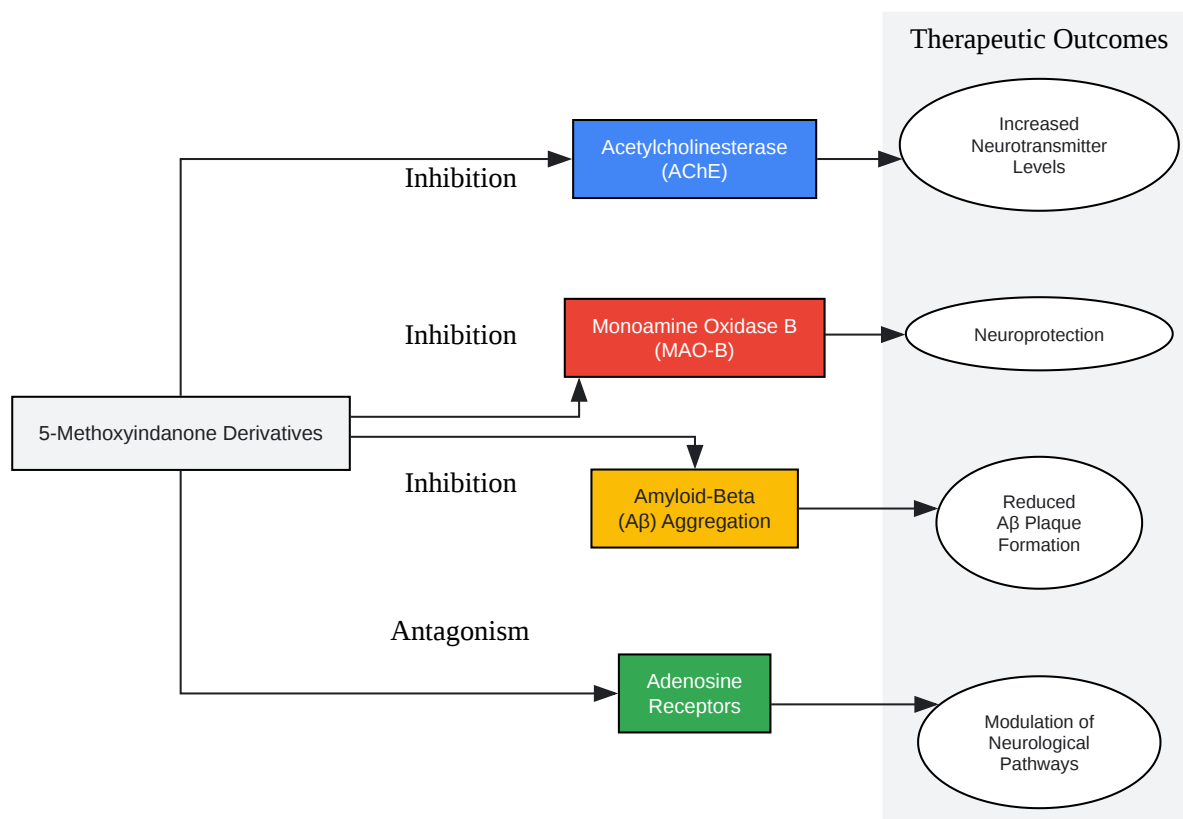 Therapeutic Outcomes
Increased
Neurotransmitter
Levels
Acetylcholinesterase
(AChE)
Inhibition
Monoamine Oxidase B
(MAO-B)
Inhibition
Neuroprotection
5-Methoxyindanone Derivatives
Inhibition
Amyloid-Beta
(Aβ) Aggregation
Reduced
Aβ Plaque
Formation
Antagonism
Adenosine
Receptors
Modulation of
Neurological
Pathways